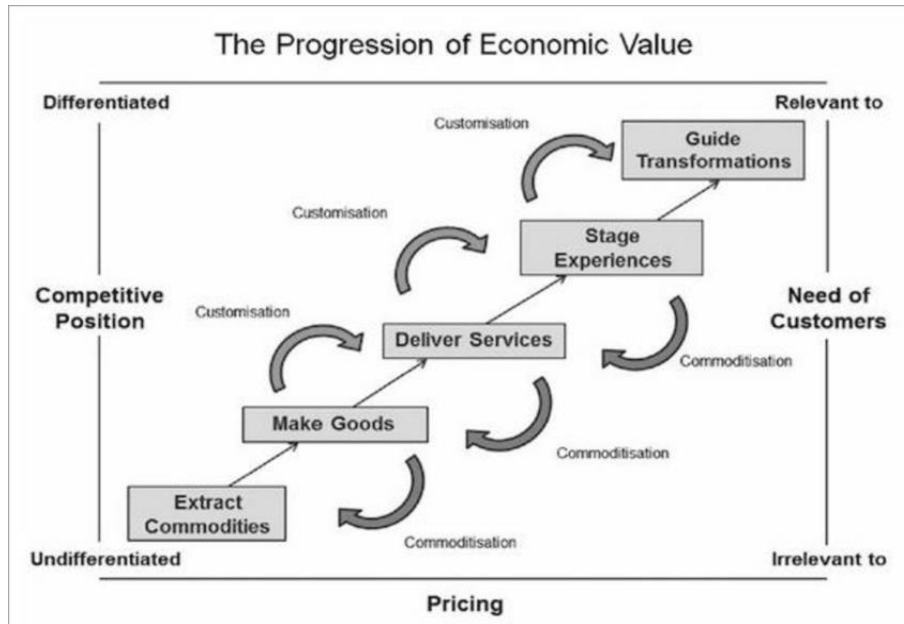 The Progression of Economic Value
Differentiated
Relevant to
Customisation
Guide
Transformations
Customisation
Stage
Experiences
Competitive
Position
Need of
Customers
Customisation
Deliver Services
Commoditisation
Make Goods
Commoditisation
Extract
Commodities
Commoditisation
Undifferentiated
Irrelevant to
Pricing